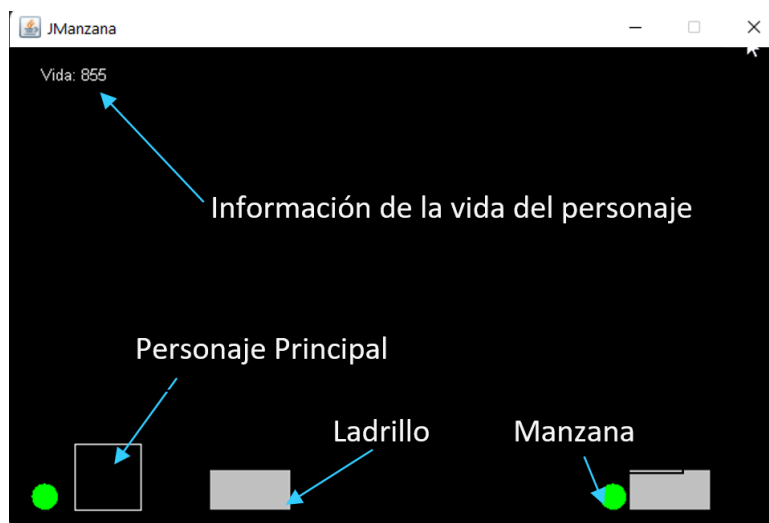 JManzana
Vida: 855
Información de la vida del personaje
Personaje Principal
Ladrillo
Manzana